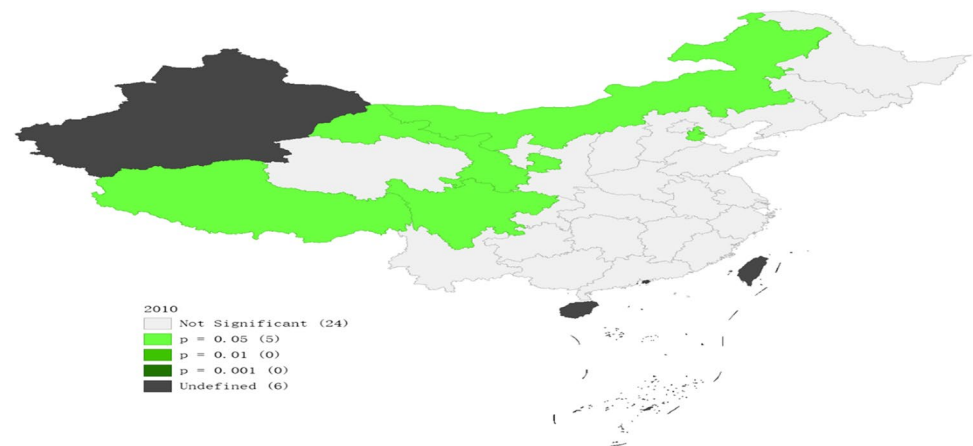 2010
Not Significant (24)
p = 0.05 (5)
p = 0.01 (0)
p = 0.001 (0)
Undefined (6)